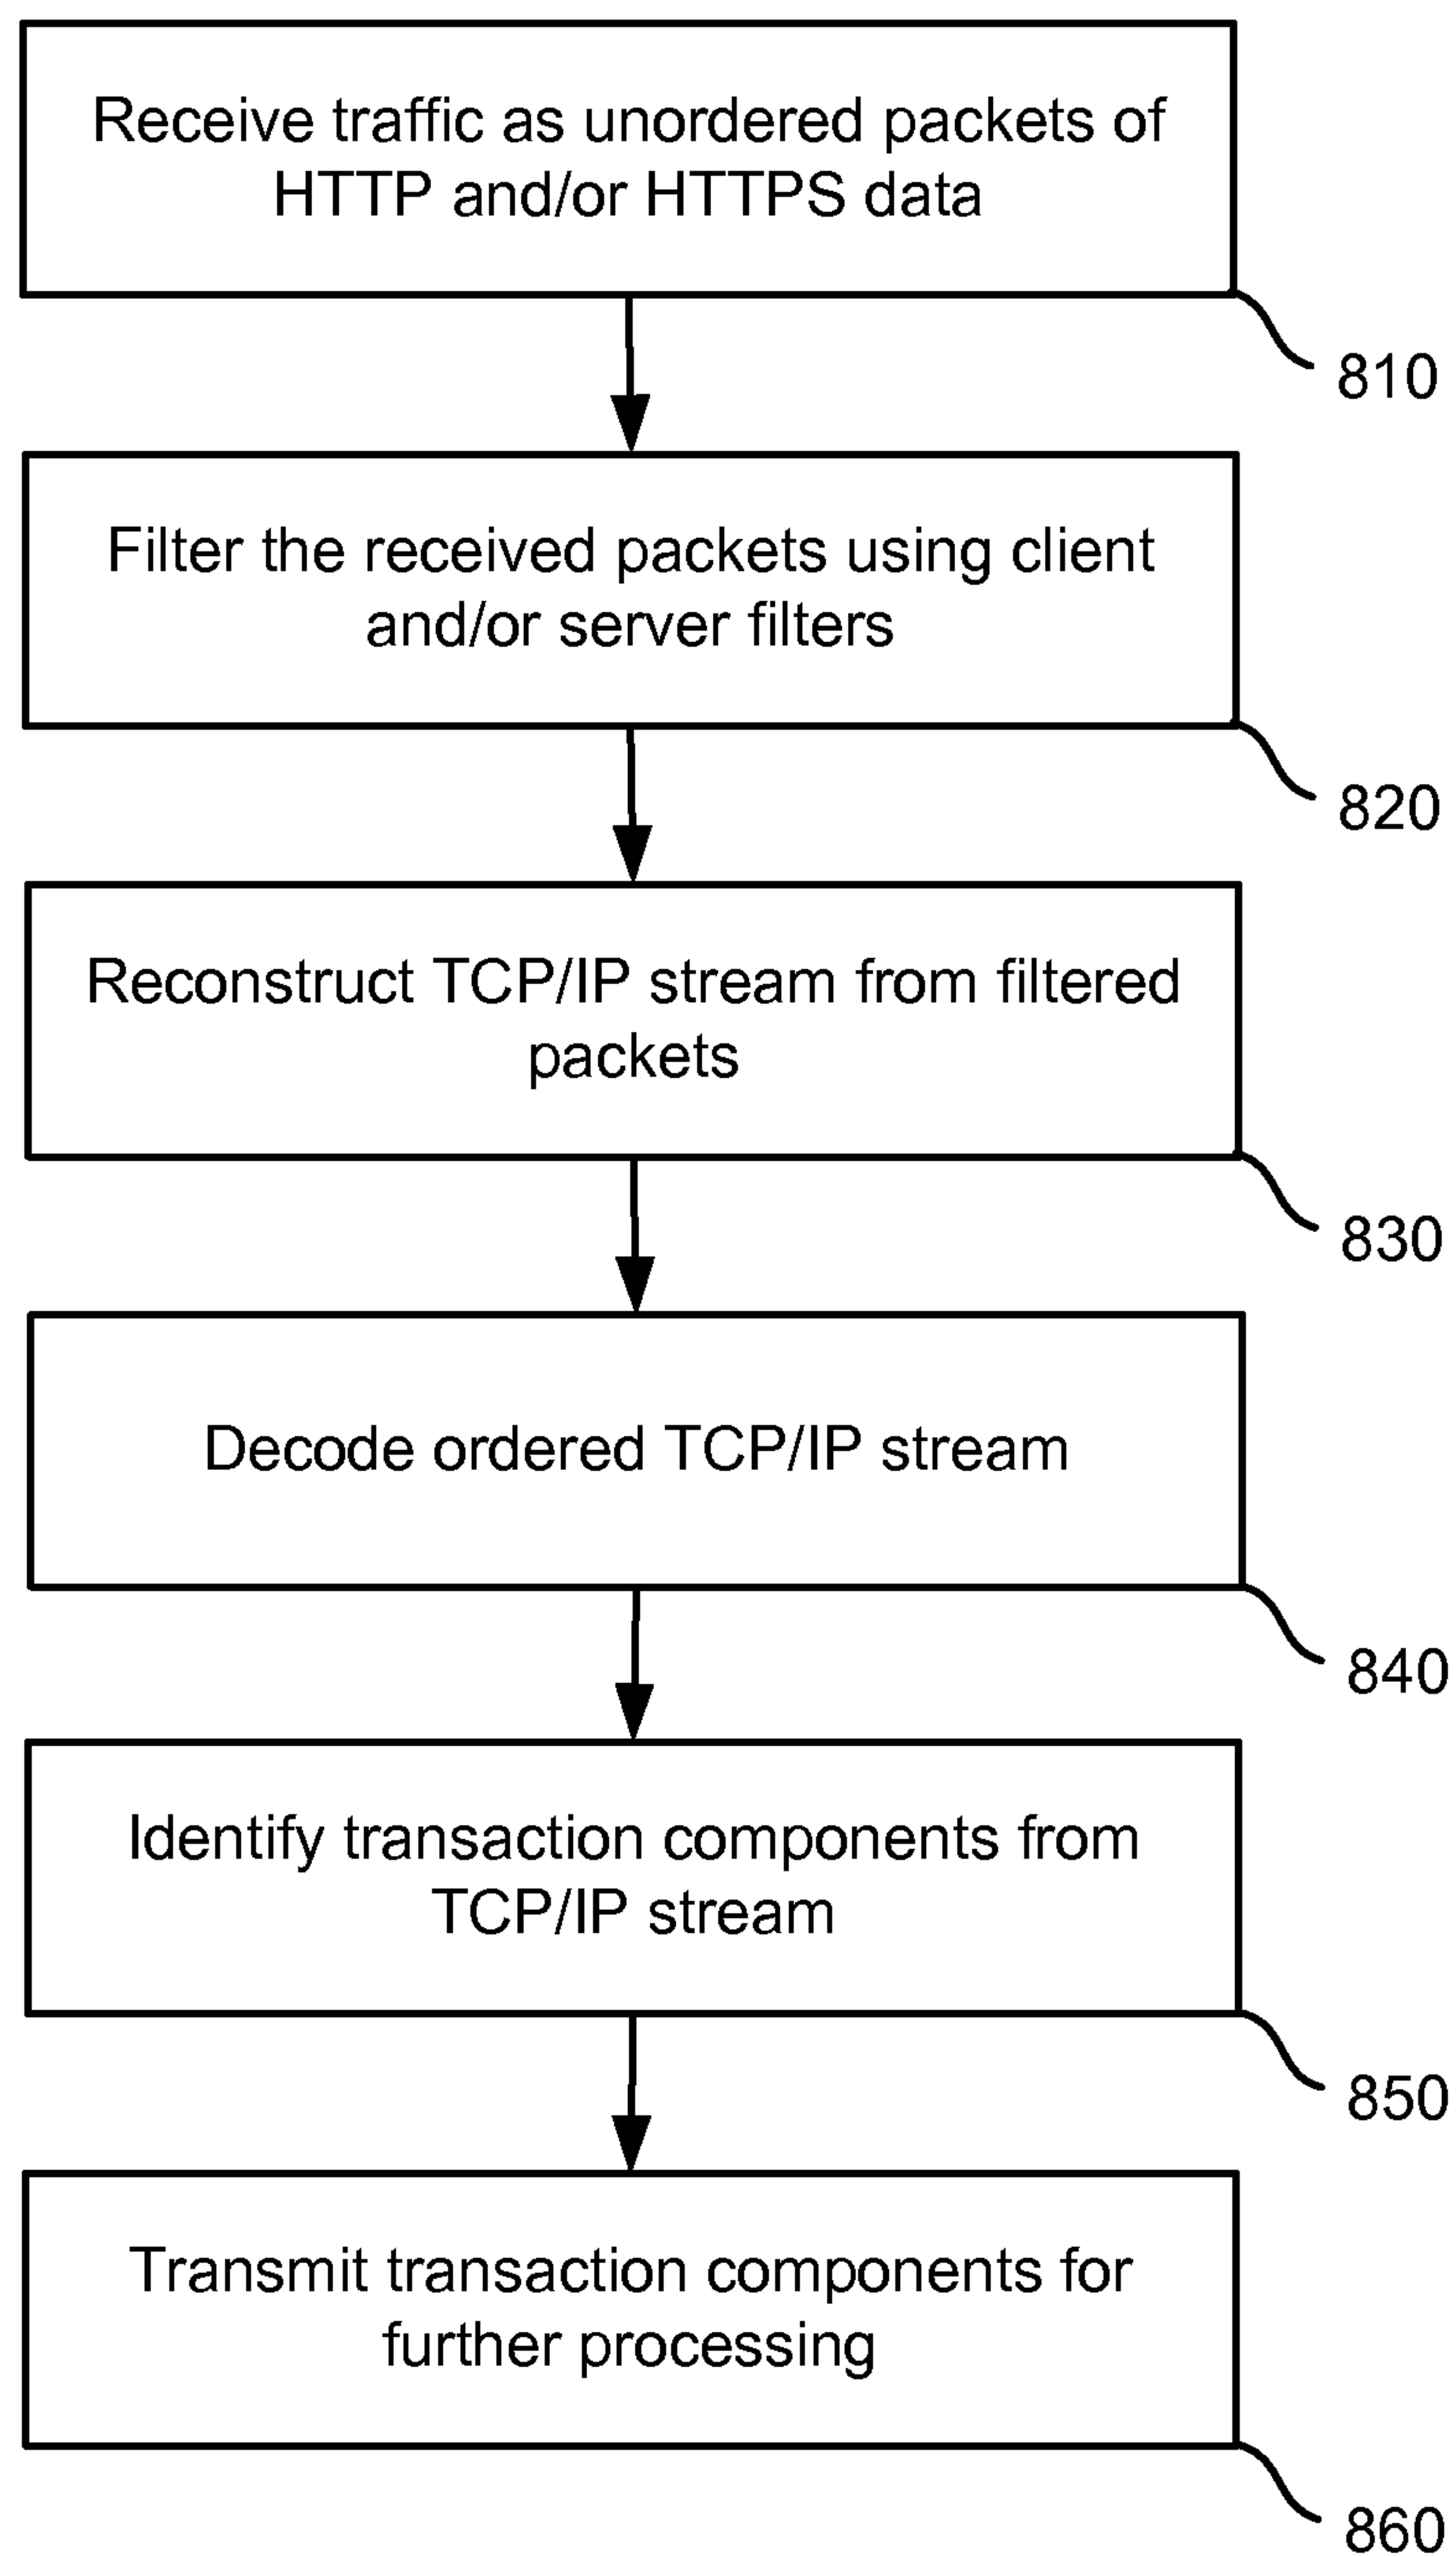 Receive traffic as unordered packets of
HTTP and/or HTTPS data
810
Filter the received packets using client
and/or server filters
820
Reconstruct TCP/IP stream from filtered
packets
830
Decode ordered TCP/IP stream
840
Identify transaction components from
TCP/IP stream
850
Transmit transaction components for
further processing
860